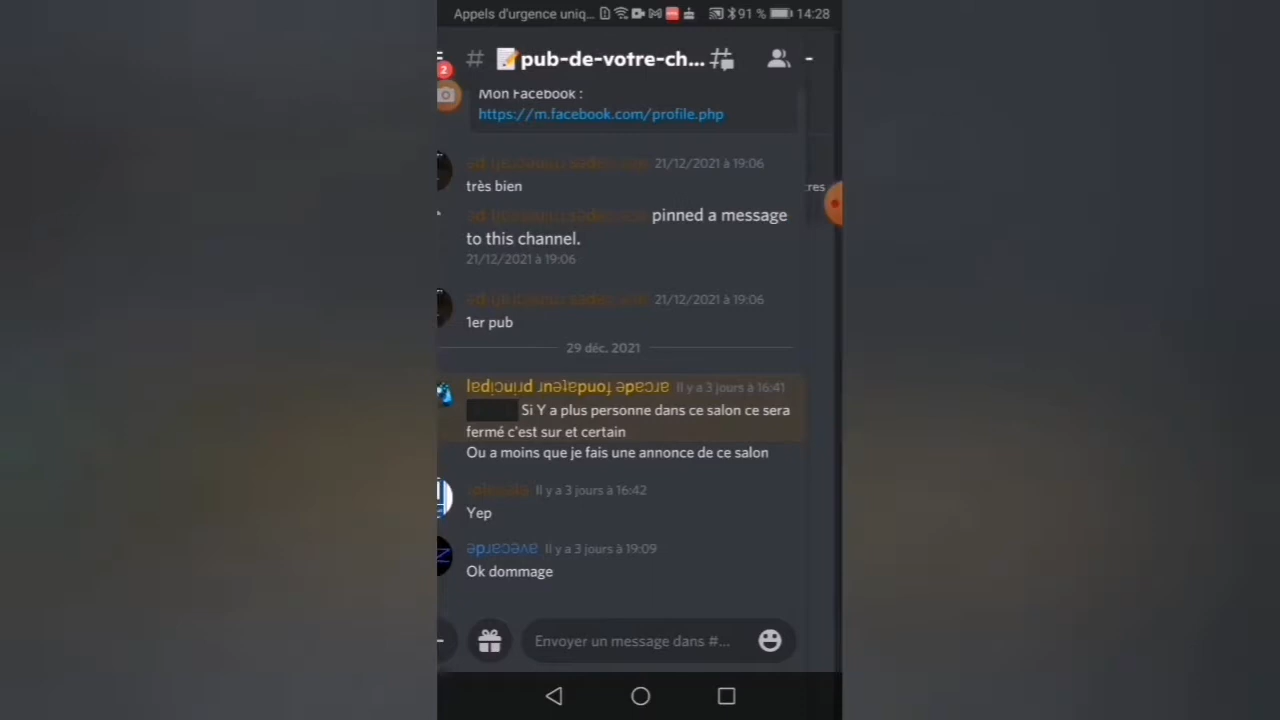 Appels d'urgence uniq... 91 % 14:28
# 📝pub-de-votre-ch...
2
Mon Facebook :
https://m.facebook.com/profile.php
21/12/2021 à 19:06
très bien
tres
pinned a message
to this channel.
21/12/2021 à 19:06
21/12/2021 à 19:06
1er pub
29 déc. 2021
Il y a 3 jours à 16:41
Si Y a plus personne dans ce salon ce sera
fermé c'est sur et certain
Ou a moins que je fais une annonce de ce salon
Il y a 3 jours à 16:42
Yep
Il y a 3 jours à 19:09
Ok dommage
Envoyer un message dans #...